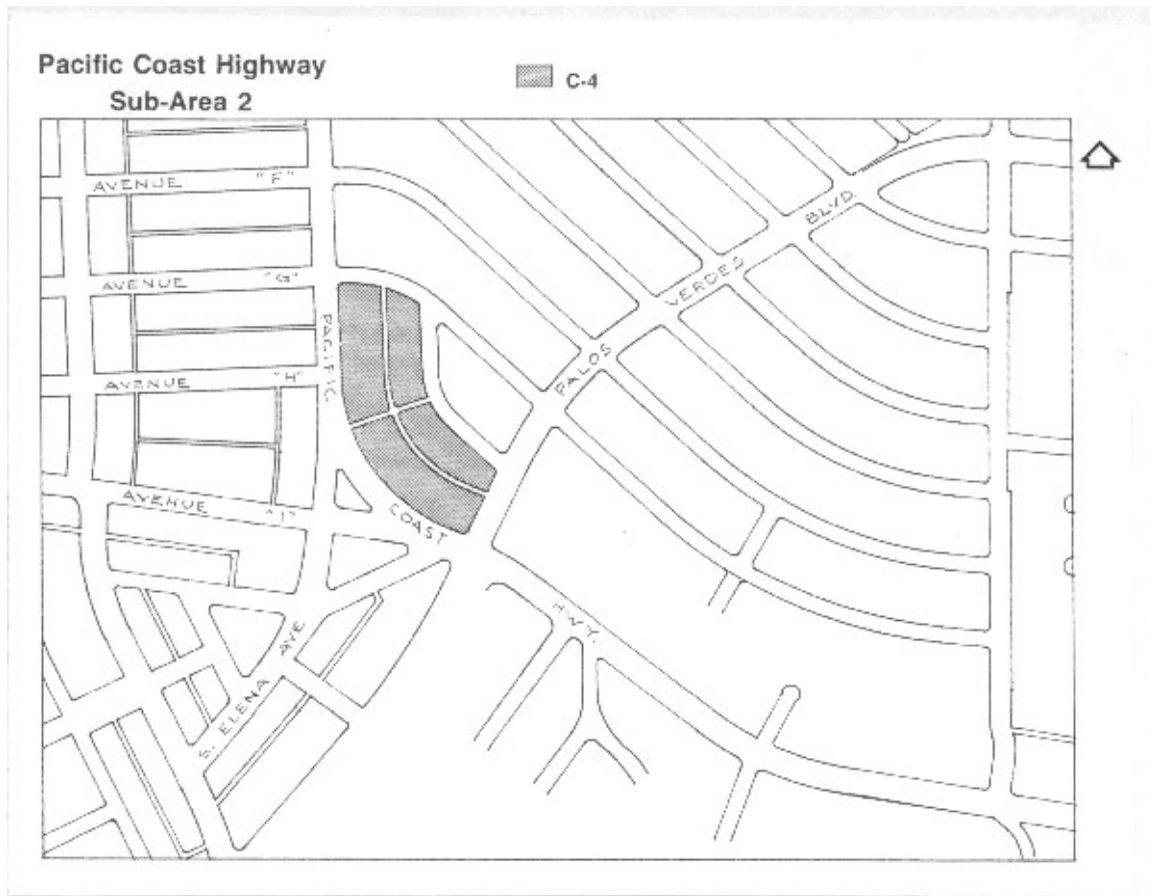 Pacific Coast Highway
Sub-Area 2
C-4
AVENUE "F"
AVENUE "G"
AVENUE "H"
AVENUE "I"
PACIFIC
COAST
HWY.
PALOS
VERDES
BLVD.
S. ELENA AVE